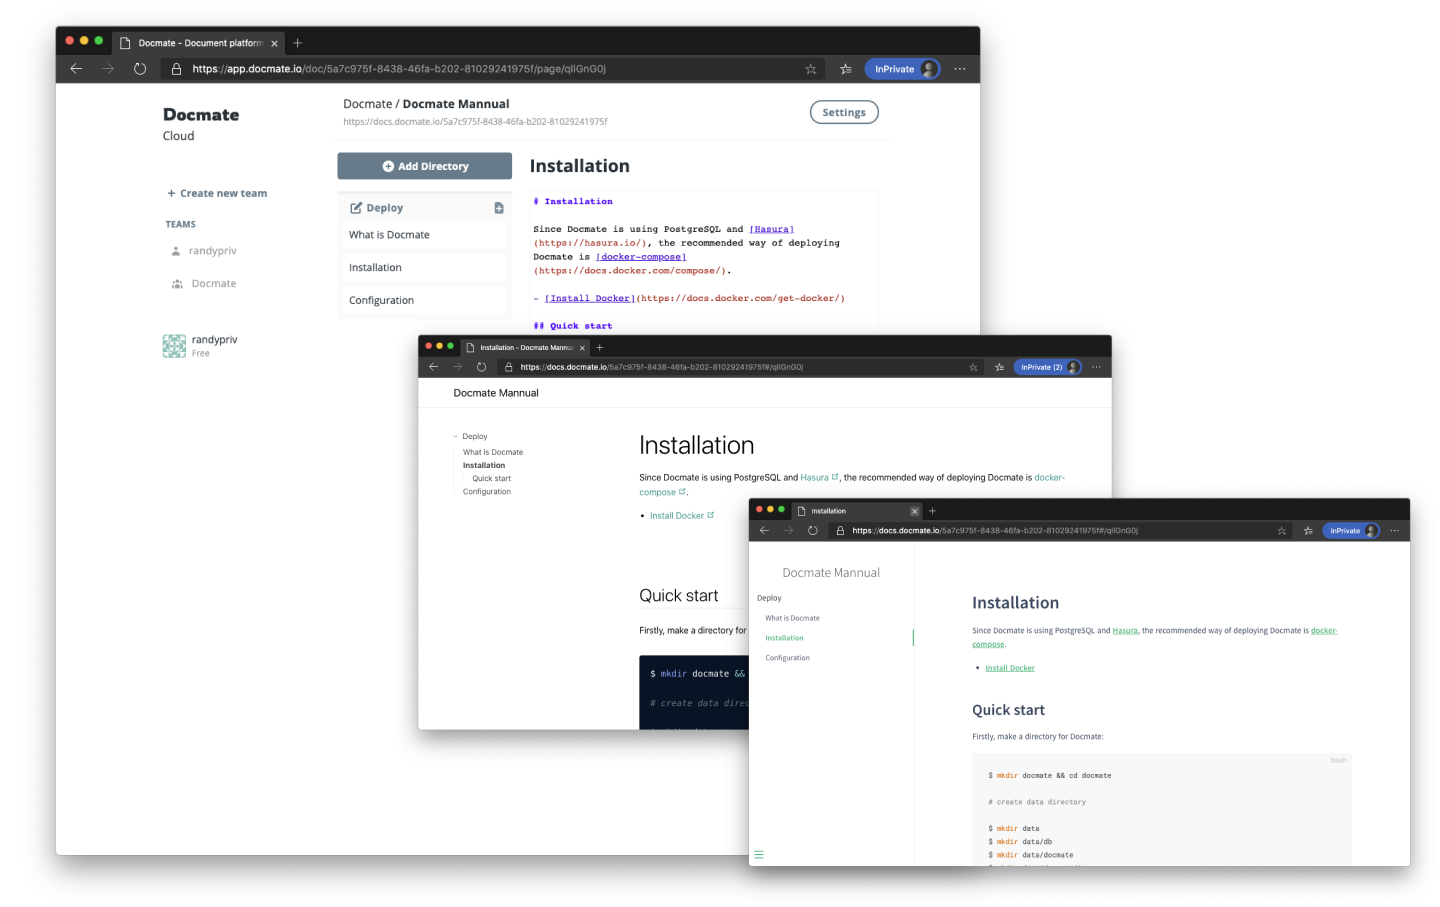 Docmate - Document platform
https://app.docmate.io/doc/5a7c975f-8438-46fa-b202-81029241975f/page/qlIGnG0j
InPrivate
Docmate
Cloud
+ Create new team
TEAMS
randypriv
Docmate
randypriv
Free
Docmate / Docmate Mannual
https://docs.docmate.io/5a7c975f-8438-46fa-b202-81029241975f
Settings
Add Directory
Deploy
What is Docmate
Installation
Configuration
Installation
# Installation
Since Docmate is using PostgreSQL and [Hasura]
(https://hasura.io/), the recommended way of deploying
Docmate is [docker-compose]
(https://docs.docker.com/compose/).
- [Install Docker](https://docs.docker.com/get-docker/)
## Quick start
Installation - Docmate Mannua
https://docs.docmate.io/5a7c975f-8438-46fa-b202-81029241975f#/qlIGnG0j
InPrivate (2)
Docmate Mannual
Deploy
What is Docmate
Installation
Quick start
Configuration
Installation
Since Docmate is using PostgreSQL and Hasura, the recommended way of deploying Docmate is docker-
compose.
• Install Docker
Quick start
Firstly, make a directory for
$ mkdir docmate &&
# create data direc
Installation
https://docs.docmate.io/5a7c975f-8438-46fa-b202-81029241975f#/qlIGnG0j
InPrivate
Docmate Mannual
Deploy
What is Docmate
Installation
Configuration
Installation
Since Docmate is using PostgreSQL and Hasura, the recommended way of deploying Docmate is docker-
compose.
• Install Docker
Quick start
Firstly, make a directory for Docmate:
bash
$ mkdir docmate && cd docmate
# create data directory
$ mkdir data
$ mkdir data/db
$ mkdir data/docmate